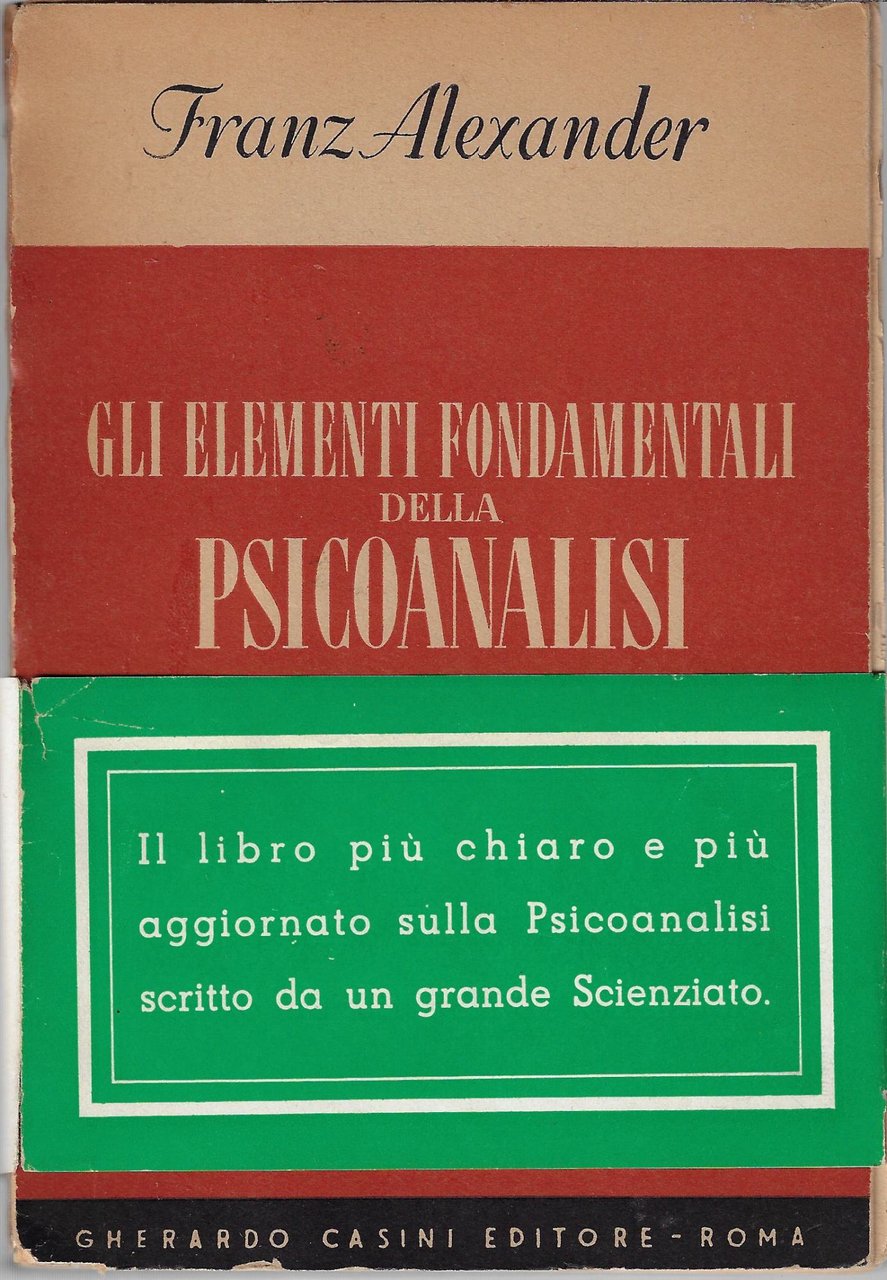 Franz Alexander
GLI ELEMENTI FONDAMENTALI
DELLA
PSICOANALISI
Il libro più chiaro e più
aggiornato sulla Psicoanalisi
scritto da un grande Scienziato.
GHERARDO CASINI EDITORE - ROMA